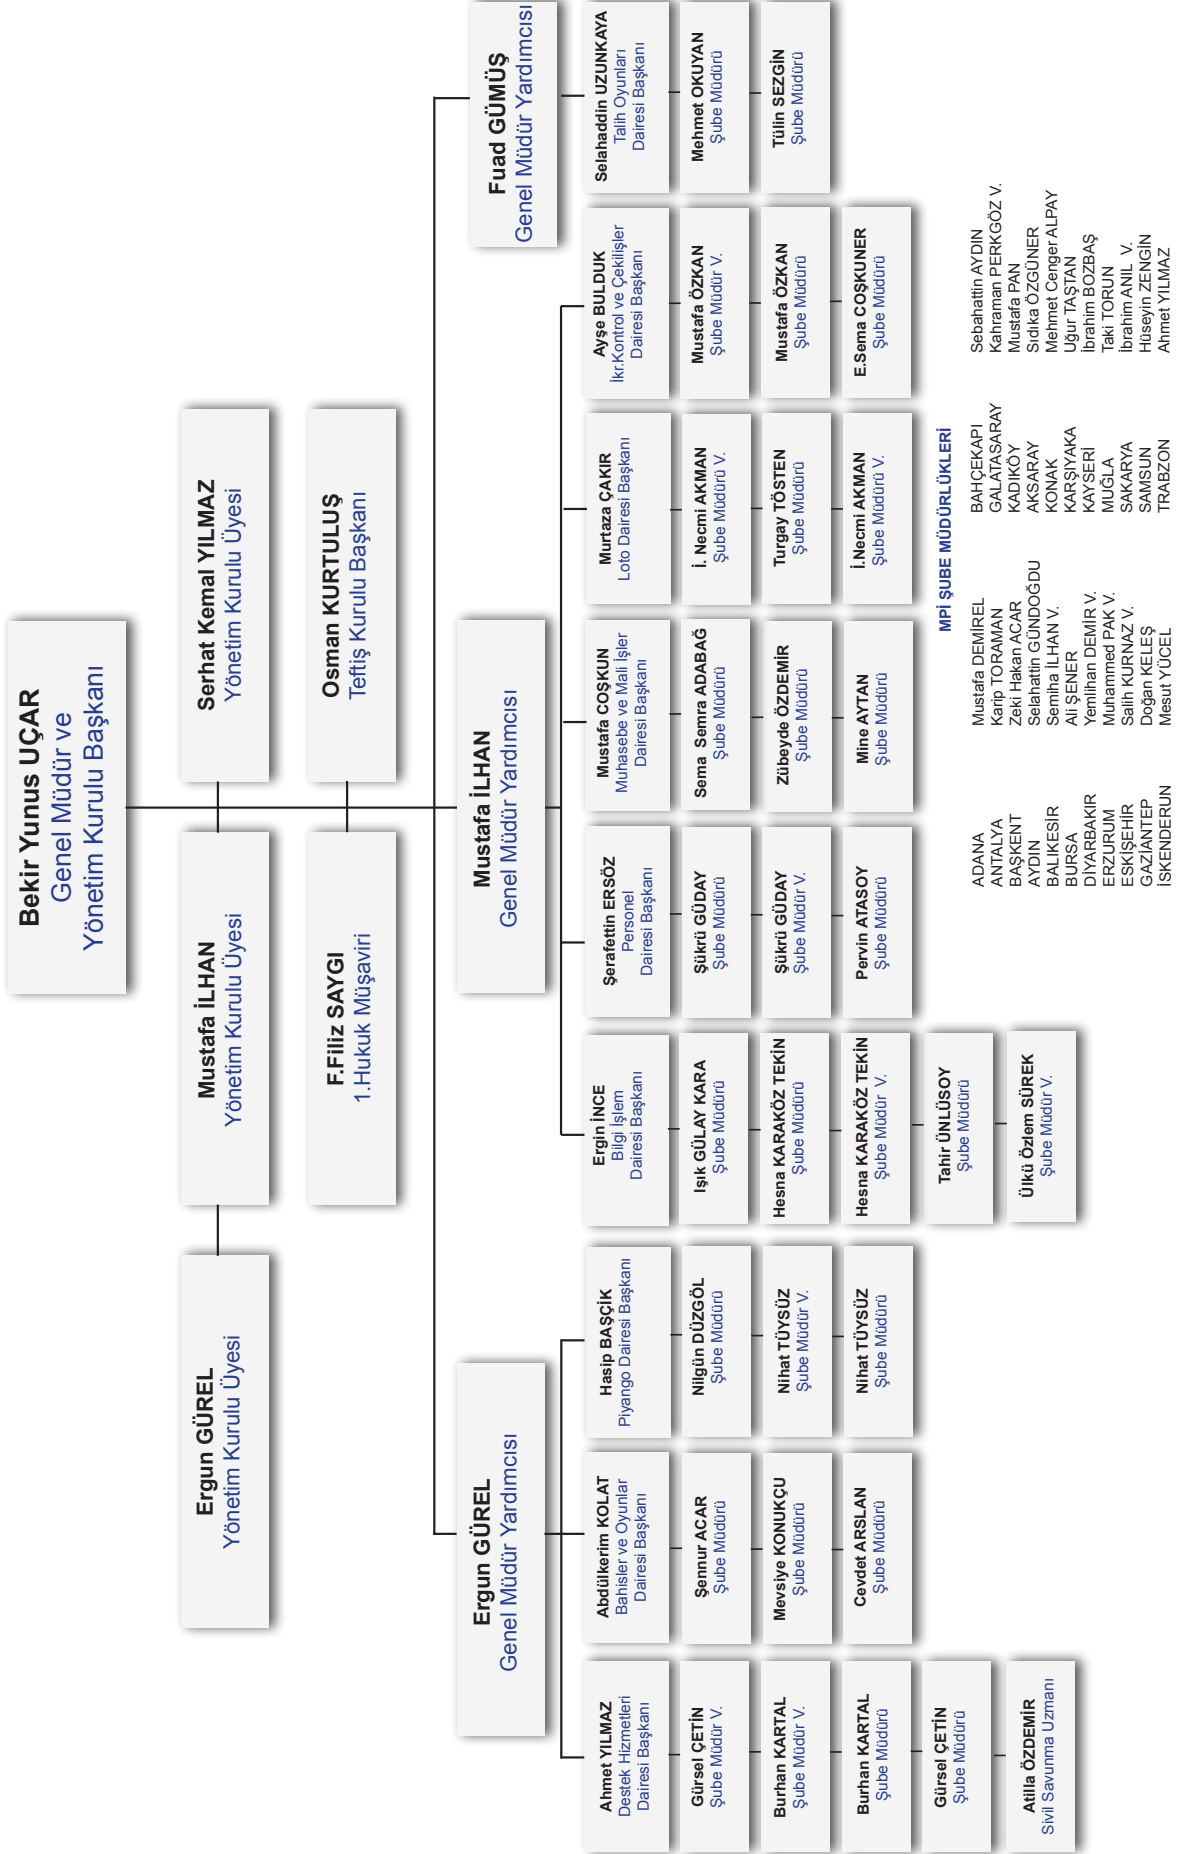 Bekir Yunus UÇAR
Genel Müdür ve
Yönetim Kurulu Başkanı
Ergun GÜREL
Yönetim Kurulu Üyesi
Mustafa İLHAN
Yönetim Kurulu Üyesi
Serhat Kemal YILMAZ
Yönetim Kurulu Üyesi
F.Filiz SAYGI
1.Hukuk Müşaviri
Osman KURTULUŞ
Teftiş Kurulu Başkanı
Ergun GÜREL
Genel Müdür Yardımcısı
Mustafa İLHAN
Genel Müdür Yardımcısı
Fuad GÜMÜŞ
Genel Müdür Yardımcısı
Ahmet YILMAZ
Destek Hizmetleri
Dairesi Başkanı
Gürsel ÇETİN
Şube Müdür V.
Burhan KARTAL
Şube Müdür V.
Burhan KARTAL
Şube Müdürü
Gürsel ÇETİN
Şube Müdürü
Atilla ÖZDEMİR
Sivil Savunma Uzmanı
Abdülkerim KOLAT
Bahisler ve Oyunlar
Dairesi Başkanı
Şennur ACAR
Şube Müdürü
Mevsiye KONUKÇU
Şube Müdürü
Cevdet ARSLAN
Şube Müdürü
Hasip BAŞÇİK
Piyango Dairesi Başkanı
Nilgün DÜZGÖL
Şube Müdürü
Nihat TÜYSÜZ
Şube Müdür V.
Nihat TÜYSÜZ
Şube Müdürü
Ergin İNCE
Bilgi İşlem
Dairesi Başkanı
Işık GÜLAY KARA
Şube Müdürü
Hesna KARAKÖZ TEKİN
Şube Müdürü
Hesna KARAKÖZ TEKİN
Şube Müdür V.
Tahir ÜNLÜSOY
Şube Müdürü
Ülkü Özlem SÜREK
Şube Müdür V.
Şerafettin ERSÖZ
Personel
Dairesi Başkanı
Şükrü GÜDAY
Şube Müdürü
Şükrü GÜDAY
Şube Müdür V.
Pervin ATASOY
Şube Müdürü
Mustafa COŞKUN
Muhasebe ve Mali İşler
Dairesi Başkanı
Sema Semra ADABAĞ
Şube Müdürü
Zübeyde ÖZDEMİR
Şube Müdürü
Mine AYTAN
Şube Müdürü
Murtaza ÇAKIR
Loto Dairesi Başkanı
İ. Necmi AKMAN
Şube Müdürü V.
Turgay TÖSTEN
Şube Müdürü
İ.Necmi AKMAN
Şube Müdürü V.
Ayşe BULDUK
İkr.Kontrol ve Çekilişler
Dairesi Başkanı
Mustafa ÖZKAN
Şube Müdür V.
Mustafa ÖZKAN
Şube Müdürü
E.Sema COŞKUNER
Şube Müdürü
Selahaddin UZUNKAYA
Talih Oyunları
Dairesi Başkanı
Mehmet OKUYAN
Şube Müdürü
Tülin SEZGİN
Şube Müdürü
MPİ ŞUBE MÜDÜRLÜKLERİ
ADANA Mustafa DEMİREL
ANTALYA Karip TORAMAN
BAŞKENT Zeki Hakan ACAR
AYDIN Selahattin GÜNDOĞDU
BALIKESİR Semiha İLHAN V.
BURSA Ali ŞENER
DİYARBAKIR Yemlihan DEMİR V.
ERZURUM Muhammed PAK V.
ESKİŞEHİR Salih KURNAZ V.
GAZİANTEP Doğan KELEŞ
İSKENDERUN Mesut YÜCEL
BAHÇEKAPI Sebahattin AYDIN
GALATASARAY Kahraman PERKGÖZ V.
KADIKÖY Mustafa PAN
AKSARAY Sıdıka ÖZGÜNER
KONAK Mehmet Cenger ALPAY
KARŞIYAKA Uğur TAŞTAN
KAYSERİ İbrahim BOZBAŞ
MUĞLA Taki TORUN
SAKARYA İbrahim ANIL V.
SAMSUN Hüseyin ZENGİN
TRABZON Ahmet YILMAZ